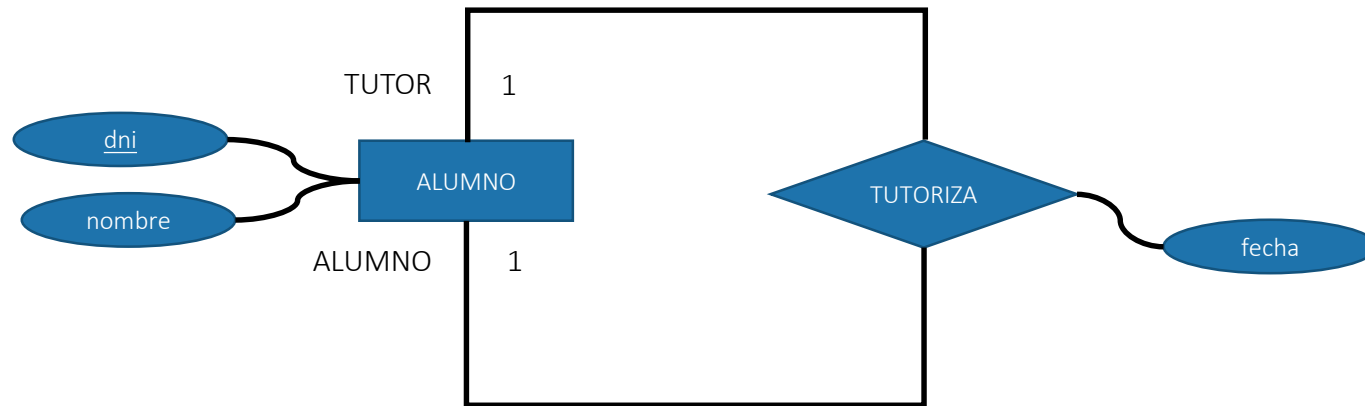 TUTOR
1
dni
ALUMNO
TUTORIZA
nombre
fecha
ALUMNO
1